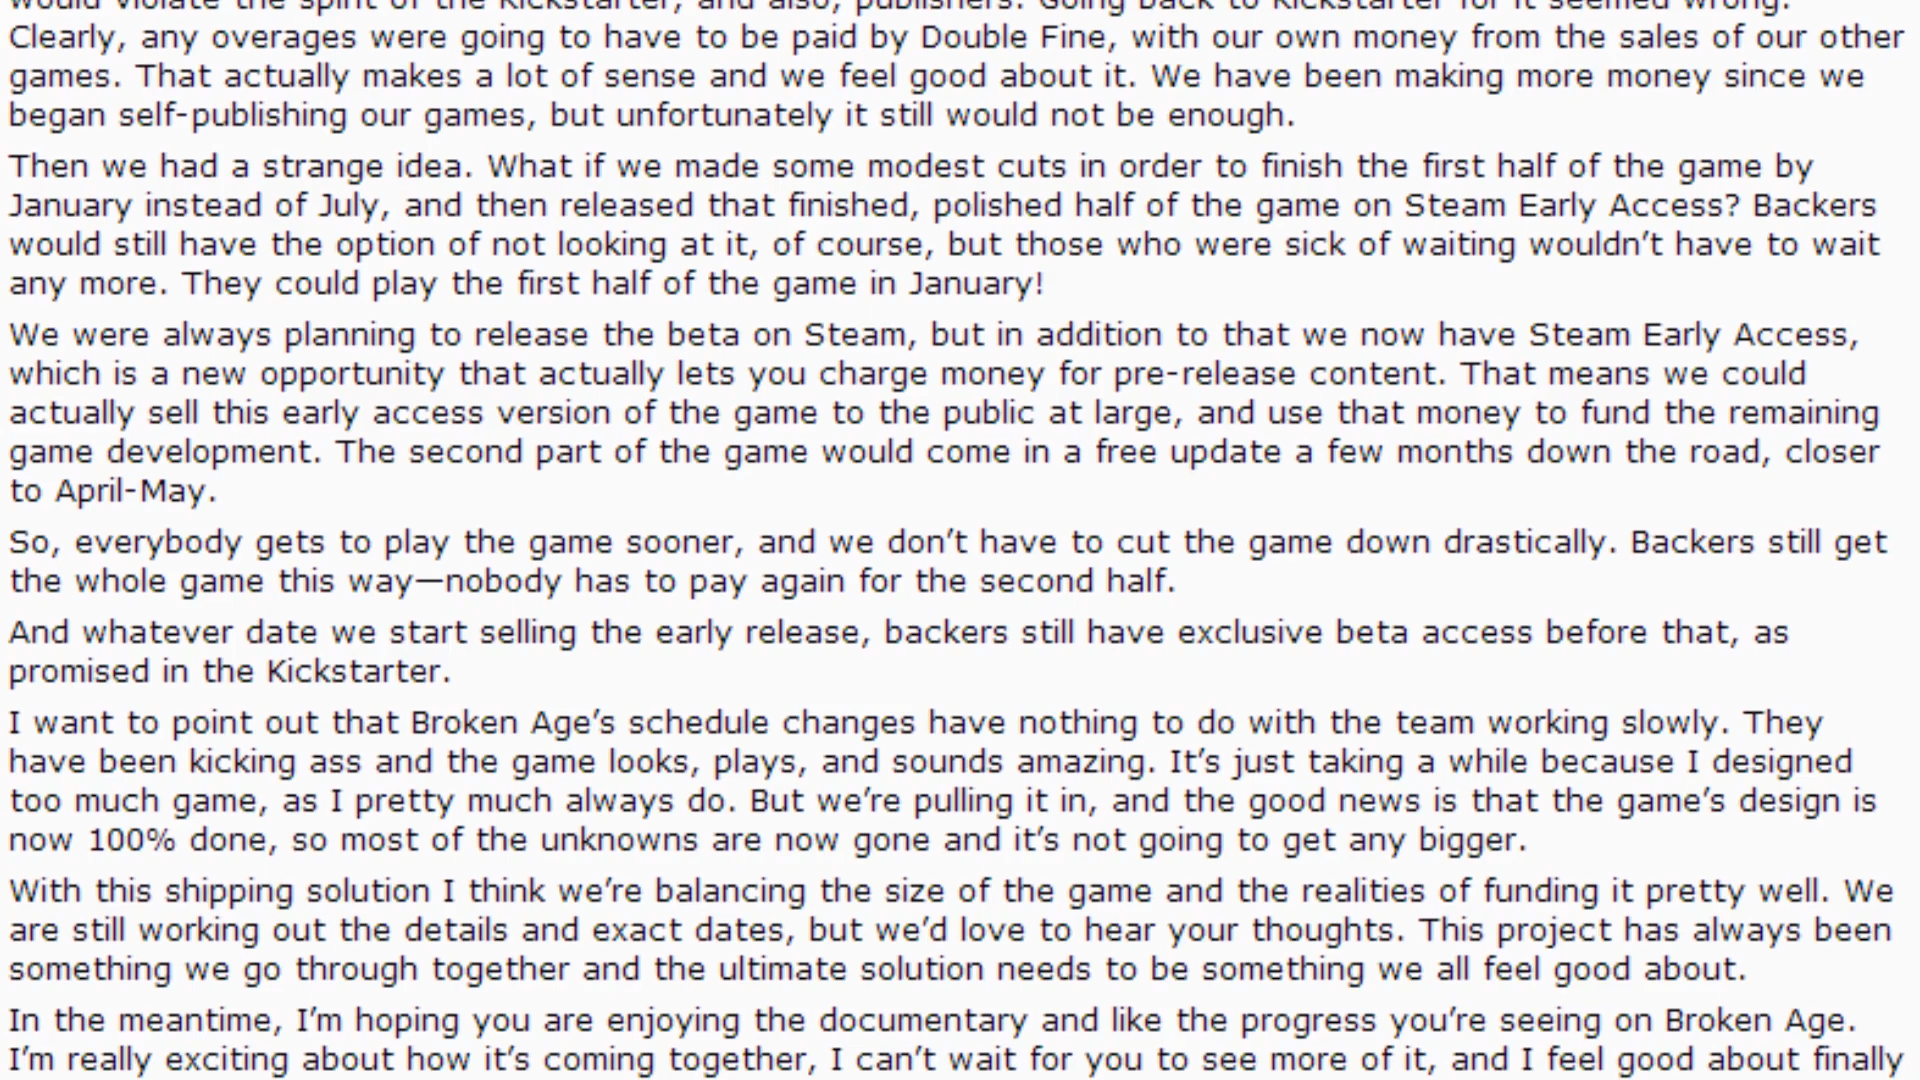 would violate the spirit of the Kickstarter, and also, publishers. Going back to Kickstarter for it seemed wrong.
Clearly, any overages were going to have to be paid by Double Fine, with our own money from the sales of our other
games. That actually makes a lot of sense and we feel good about it. We have been making more money since we
began self-publishing our games, but unfortunately it still would not be enough.
Then we had a strange idea. What if we made some modest cuts in order to finish the first half of the game by
January instead of July, and then released that finished, polished half of the game on Steam Early Access? Backers
would still have the option of not looking at it, of course, but those who were sick of waiting wouldn’t have to wait
any more. They could play the first half of the game in January!
We were always planning to release the beta on Steam, but in addition to that we now have Steam Early Access,
which is a new opportunity that actually lets you charge money for pre-release content. That means we could
actually sell this early access version of the game to the public at large, and use that money to fund the remaining
game development. The second part of the game would come in a free update a few months down the road, closer
to April-May.
So, everybody gets to play the game sooner, and we don’t have to cut the game down drastically. Backers still get
the whole game this way—nobody has to pay again for the second half.
And whatever date we start selling the early release, backers still have exclusive beta access before that, as
promised in the Kickstarter.
I want to point out that Broken Age’s schedule changes have nothing to do with the team working slowly. They
have been kicking ass and the game looks, plays, and sounds amazing. It’s just taking a while because I designed
too much game, as I pretty much always do. But we’re pulling it in, and the good news is that the game’s design is
now 100% done, so most of the unknowns are now gone and it’s not going to get any bigger.
With this shipping solution I think we’re balancing the size of the game and the realities of funding it pretty well. We
are still working out the details and exact dates, but we’d love to hear your thoughts. This project has always been
something we go through together and the ultimate solution needs to be something we all feel good about.
In the meantime, I’m hoping you are enjoying the documentary and like the progress you’re seeing on Broken Age.
I’m really exciting about how it’s coming together, I can’t wait for you to see more of it, and I feel good about finally